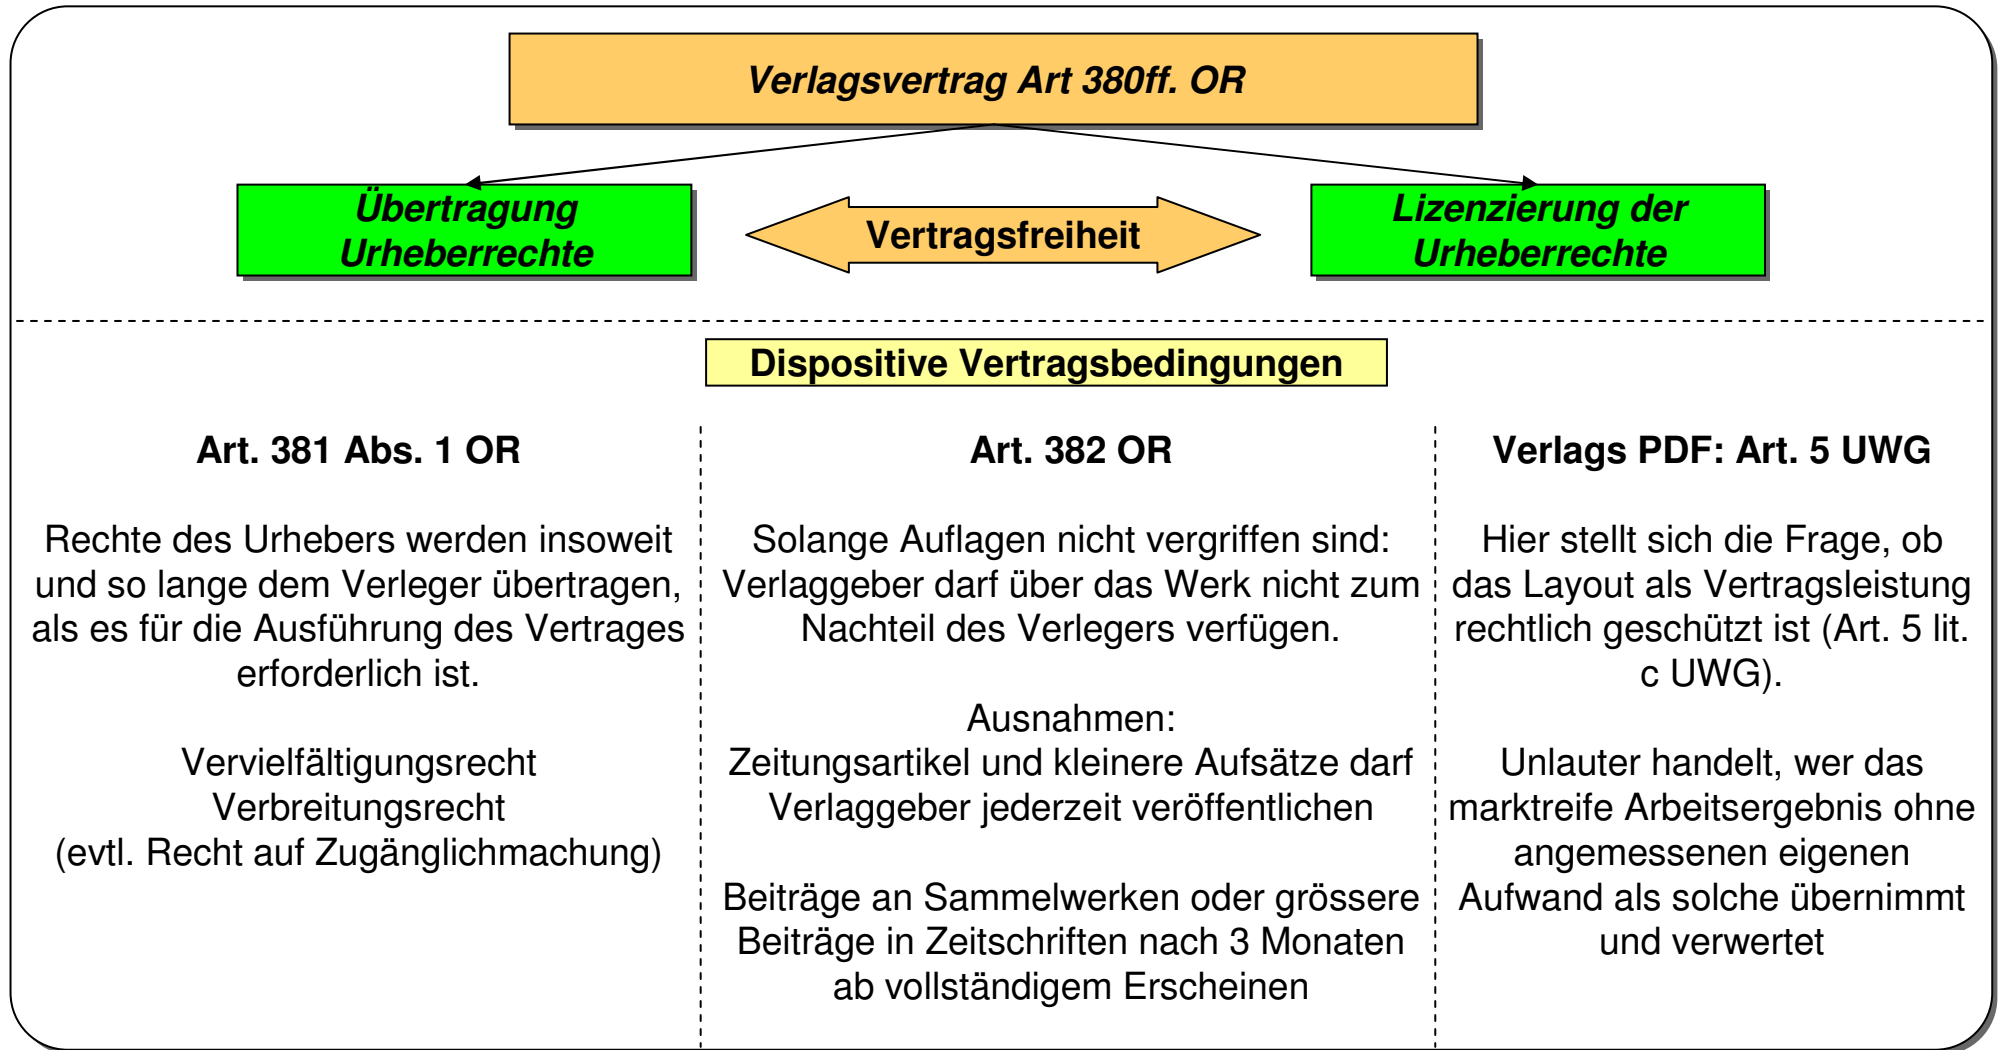 Verlagsvertrag Art 380ff. OR
Übertragung
Urheberrechte
Vertragsfreiheit
Lizenzierung der
Urheberrechte
Dispositive Vertragsbedingungen
Art. 381 Abs. 1 OR
Rechte des Urhebers werden insoweit
und so lange dem Verleger übertragen,
als es für die Ausführung des Vertrages
erforderlich ist.
Vervielfältigungsrecht
Verbreitungsrecht
(evtl. Recht auf Zugänglichmachung)
Art. 382 OR
Solange Auflagen nicht vergriffen sind:
Verlaggeber darf über das Werk nicht zum
Nachteil des Verlegers verfügen.
Ausnahmen:
Zeitungsartikel und kleinere Aufsätze darf
Verlaggeber jederzeit veröffentlichen
Beiträge an Sammelwerken oder grössere
Beiträge in Zeitschriften nach 3 Monaten
ab vollständigem Erscheinen
Verlags PDF: Art. 5 UWG
Hier stellt sich die Frage, ob
das Layout als Vertragsleistung
rechtlich geschützt ist (Art. 5 lit.
c UWG).
Unlauter handelt, wer das
marktreife Arbeitsergebnis ohne
angemessenen eigenen
Aufwand als solche übernimmt
und verwertet